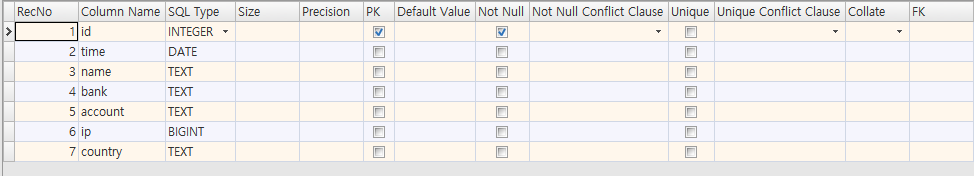 RecNo Column Name SQL Type Size Precision PK Default Value Not Null Not Null Conflict Clause Unique Unique Conflict Clause Collate FK
1 id INTEGER
2 time DATE
3 name TEXT
4 bank TEXT
5 account TEXT
6 ip BIGINT
7 country TEXT